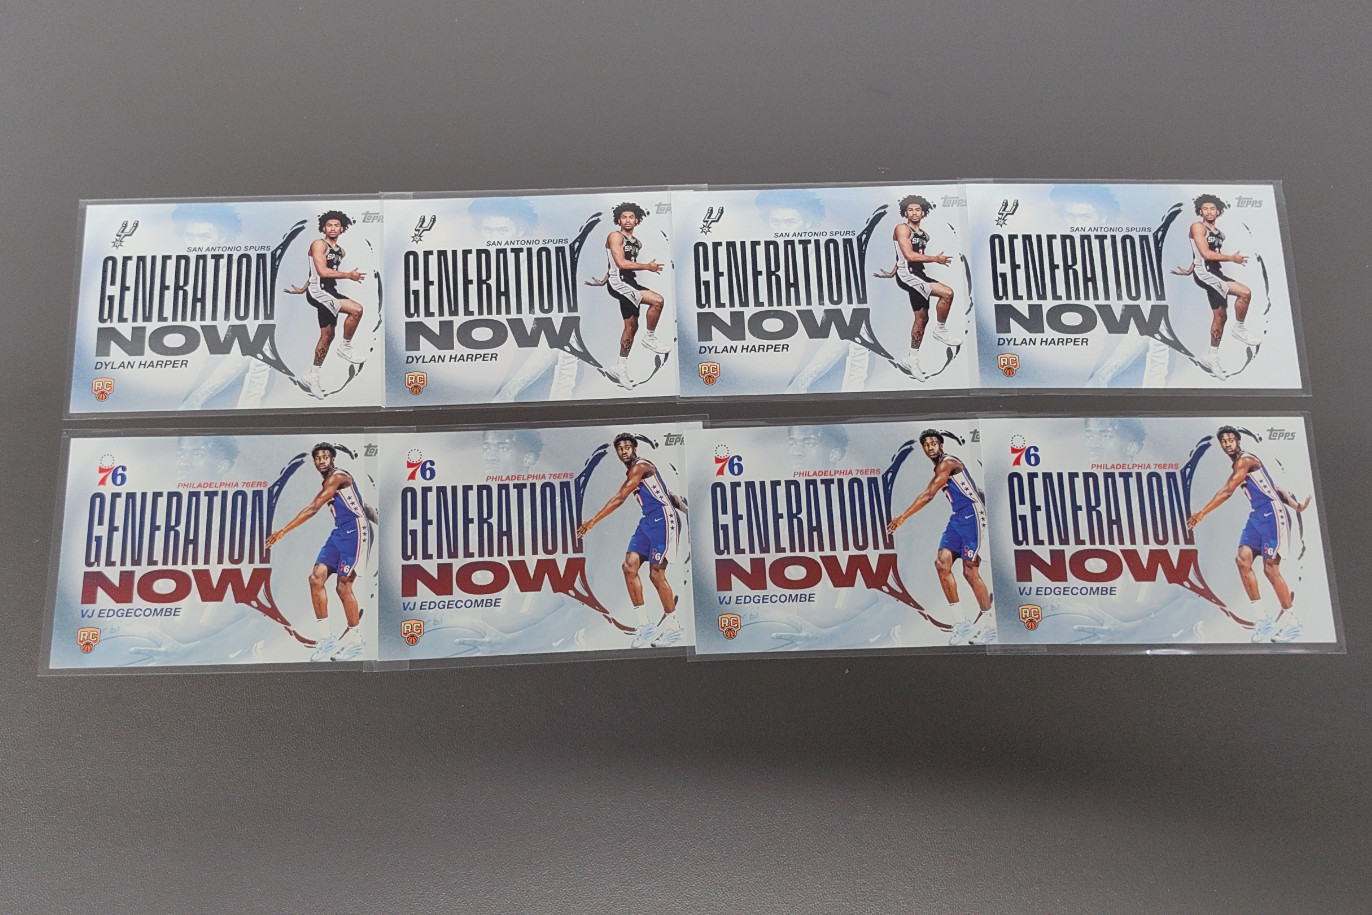 Topps
SAN ANTONIO SPURS
GENERATION
NOW
DYLAN HARPER
RC
Topps
SAN ANTONIO SPURS
GENERATION
NOW
DYLAN HARPER
RC
Topps
SAN ANTONIO SPURS
GENERATION
NOW
DYLAN HARPER
RC
Topps
SAN ANTONIO SPURS
GENERATION
NOW
DYLAN HARPER
RC
76
PHILADELPHIA 76ERS
GENERATION
NOW
VJ EDGECOMBE
RC
76
PHILADELPHIA 76ERS
GENERATION
NOW
VJ EDGECOMBE
RC
76
PHILADELPHIA 76ERS
GENERATION
NOW
VJ EDGECOMBE
RC
76
Topps
PHILADELPHIA 76ERS
GENERATION
NOW
VJ EDGECOMBE
RC